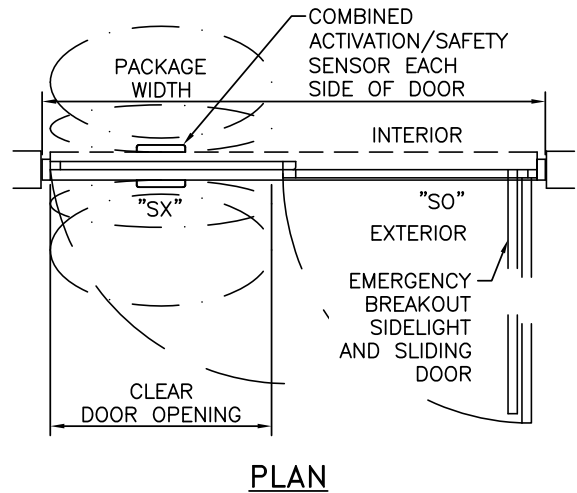 COMBINED
ACTIVATION/SAFETY
SENSOR EACH
SIDE OF DOOR
PACKAGE
WIDTH
INTERIOR
"SX"
"SO"
EXTERIOR
EMERGENCY
BREAKOUT
SIDELIGHT
AND SLIDING
DOOR
CLEAR
DOOR OPENING
PLAN